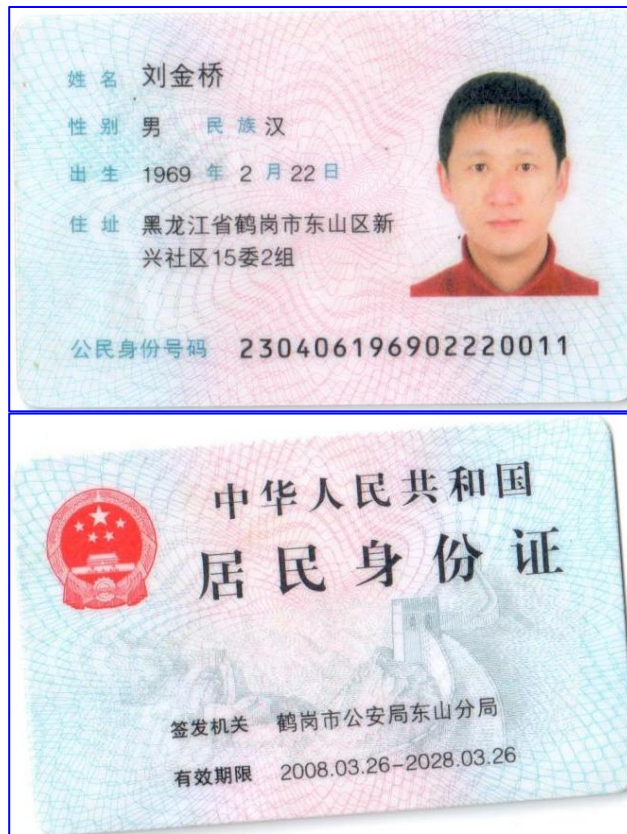 姓名 刘金桥
性别 男 民族 汉
出生 1969 年 2 月 22 日
住址 黑龙江省鹤岗市东山区新
兴社区15委2组
公民身份号码 230406196902220011
中华人民共和国
居民身份证
签发机关 鹤岗市公安局东山分局
有效期限 2008.03.26-2028.03.26